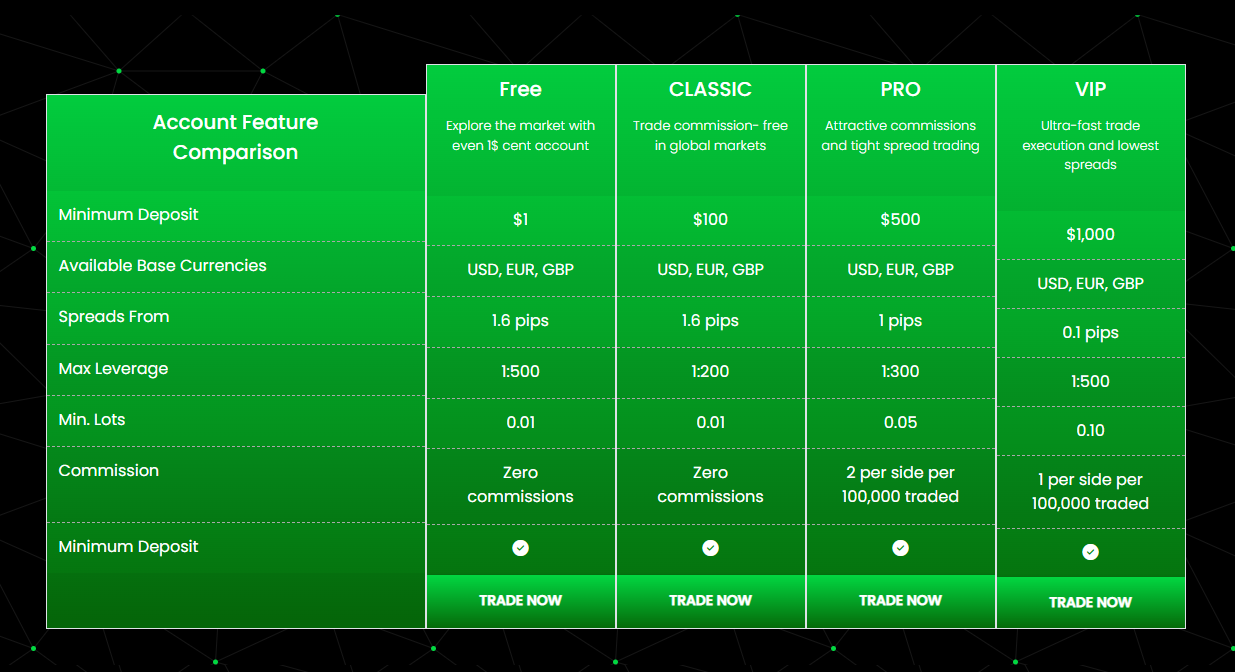 Account Feature
Comparison
Free
Explore the market with
even 1$ cent account
CLASSIC
Trade commission- free
in global markets
PRO
Attractive commissions
and tight spread trading
VIP
Ultra-fast trade
execution and lowest
spreads
Minimum Deposit
$1
$100
$500
$1,000
Available Base Currencies
USD, EUR, GBP
USD, EUR, GBP
USD, EUR, GBP
USD, EUR, GBP
Spreads From
1.6 pips
1.6 pips
1 pips
0.1 pips
Max Leverage
1:500
1:200
1:300
1:500
Min. Lots
0.01
0.01
0.05
0.10
Commission
Zero
commissions
Zero
commissions
2 per side per
100,000 traded
1 per side per
100,000 traded
Minimum Deposit
TRADE NOW
TRADE NOW
TRADE NOW
TRADE NOW